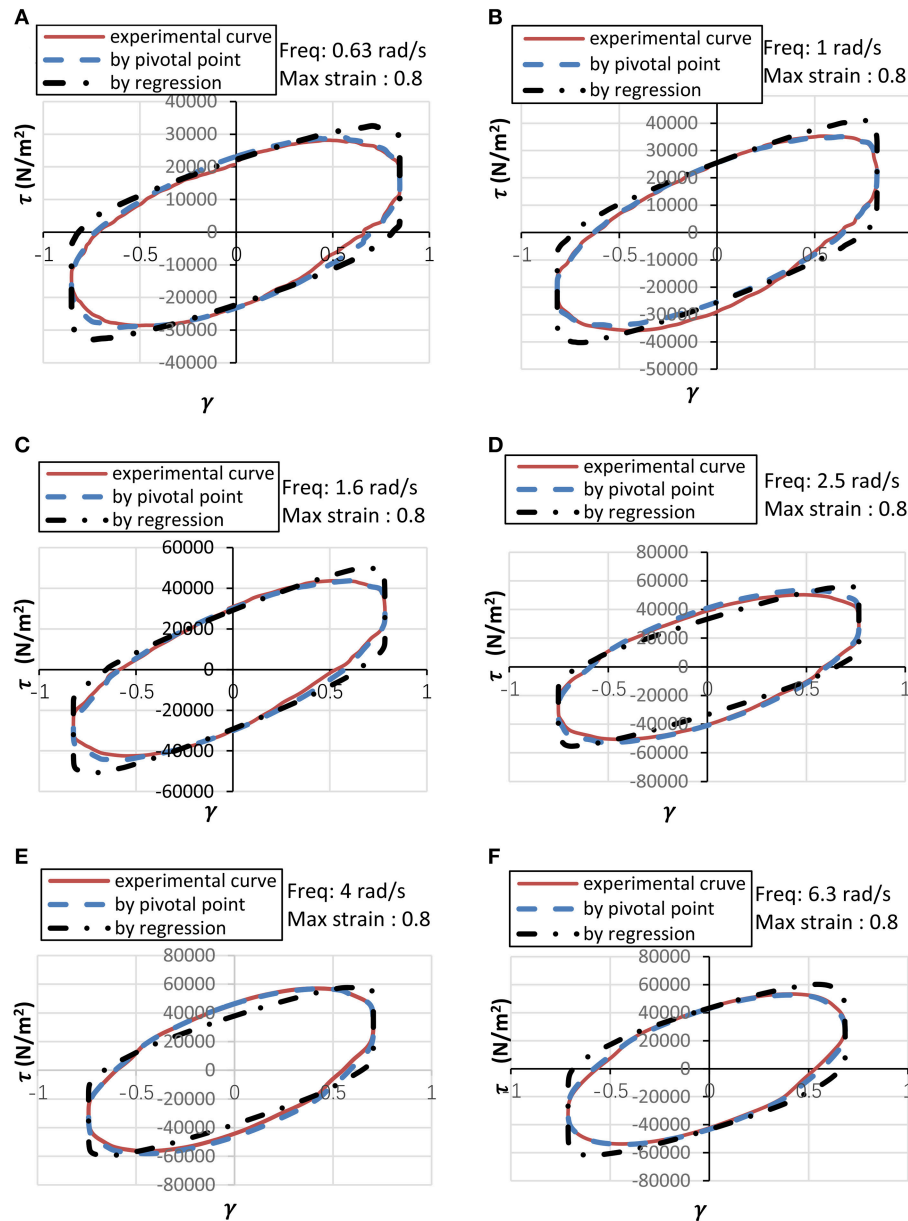 A
experimental curve
by pivotal point
by regression
Freq: 0.63 rad/s
Max strain : 0.8
τ (N/m²)
40000
30000
20000
10000
0
-10000
-20000
-30000
-40000
-1
-0.5
0
0.5
1
γ
B
experimental curve
by pivotal point
by regression
Freq: 1 rad/s
Max strain : 0.8
τ (N/m²)
40000
30000
20000
10000
0
-10000
-20000
-30000
-40000
-50000
-1
-0.5
0
0.5
γ
C
experimental curve
by pivotal point
by regression
Freq: 1.6 rad/s
Max strain : 0.8
τ (N/m²)
60000
40000
20000
0
-20000
-40000
-60000
-1
-0.5
0
0.5
1
γ
D
experimental curve
by pivotal point
by regression
Freq: 2.5 rad/s
Max strain : 0.8
τ (N/m²)
80000
60000
40000
20000
0
-20000
-40000
-60000
-80000
-1
-0.5
0
0.5
1
γ
E
experimental curve
by pivotal point
by regression
Freq: 4 rad/s
Max strain : 0.8
τ (N/m²)
80000
60000
40000
20000
0
-20000
-40000
-60000
-80000
-1
-0.5
0
0.5
1
γ
F
experimental cruve
by pivotal point
by regression
Freq: 6.3 rad/s
Max strain : 0.8
τ (N/m²)
80000
60000
40000
20000
0
-20000
-40000
-60000
-80000
-1
-0.5
0
0.5
1
γ